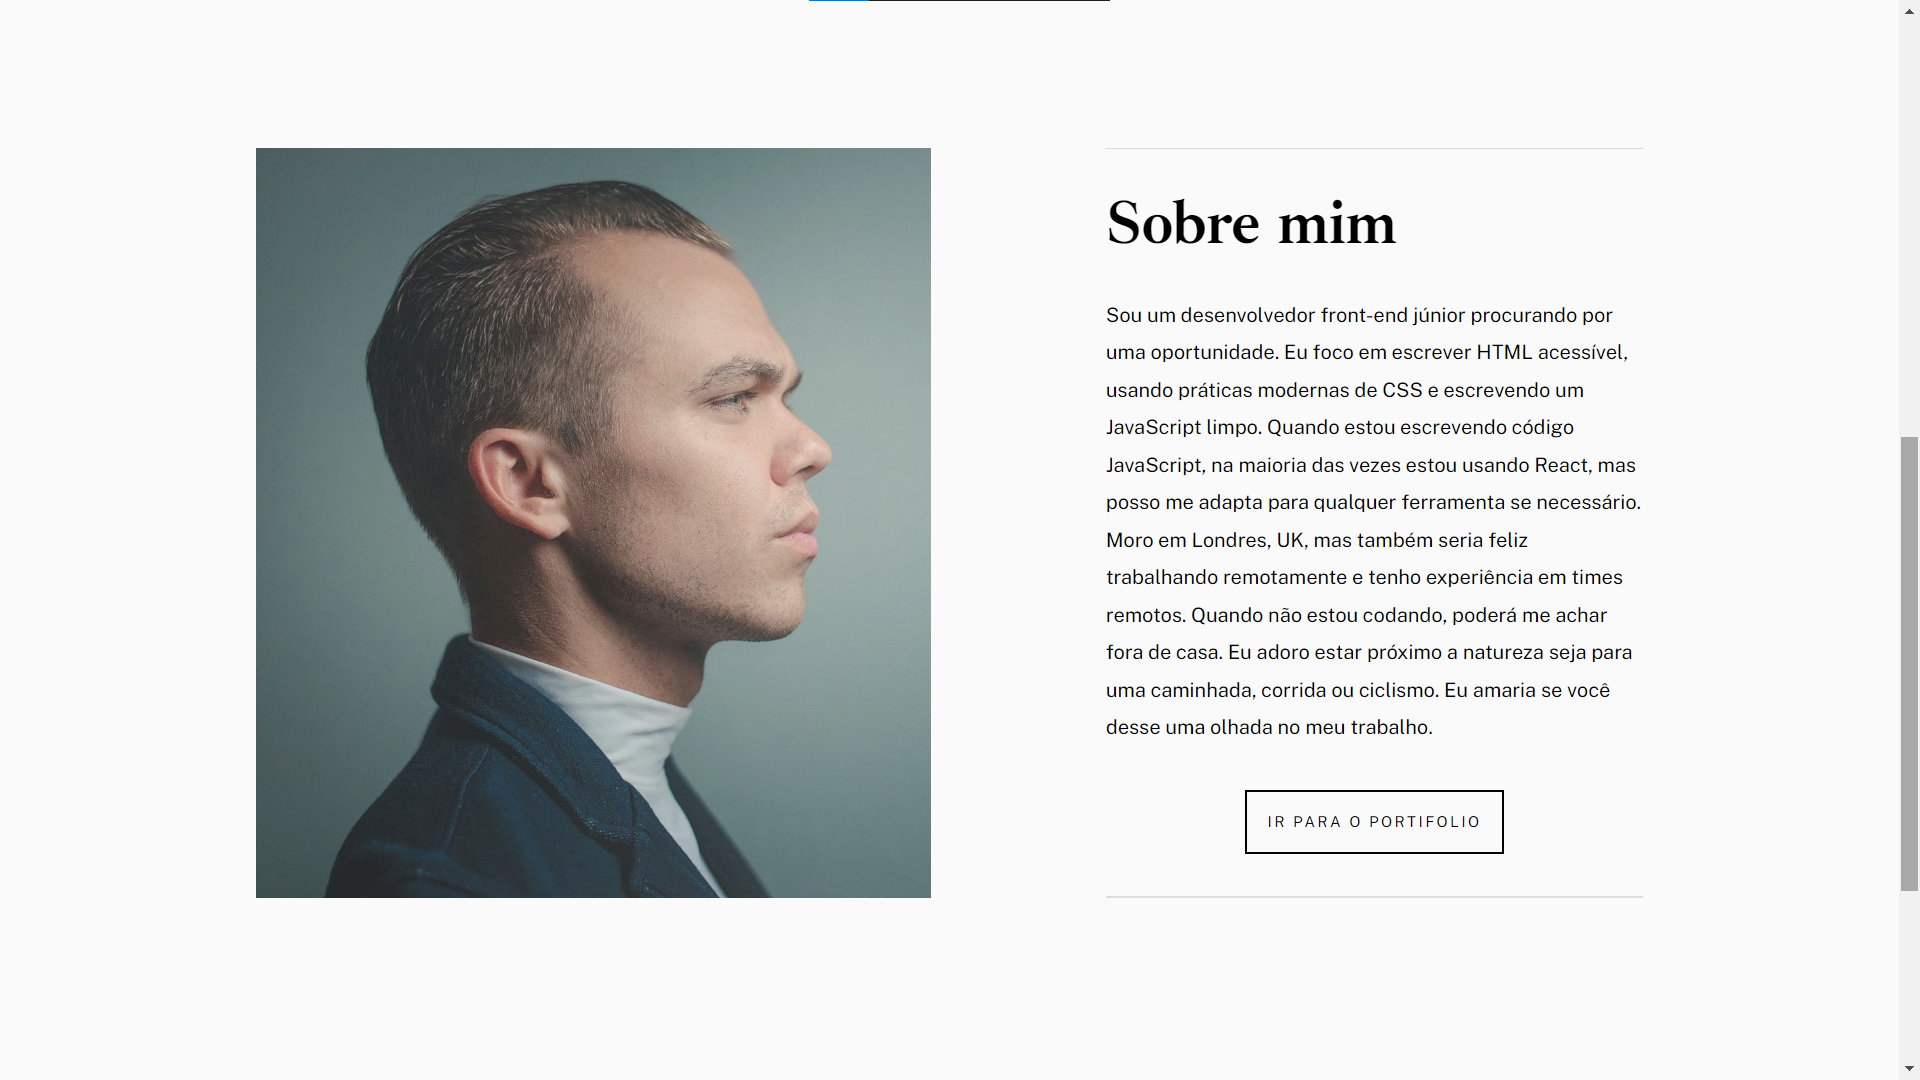 Sobre mim
Sou um desenvolvedor front-end júnior procurando por
uma oportunidade. Eu foco em escrever HTML acessível,
usando práticas modernas de CSS e escrevendo um
JavaScript limpo. Quando estou escrevendo código
JavaScript, na maioria das vezes estou usando React, mas
posso me adapta para qualquer ferramenta se necessário.
Moro em Londres, UK, mas também seria feliz
trabalhando remotamente e tenho experiência em times
remotos. Quando não estou codando, poderá me achar
fora de casa. Eu adoro estar próximo a natureza seja para
uma caminhada, corrida ou ciclismo. Eu amaria se você
desse uma olhada no meu trabalho.
IR PARA O PORTIFOLIO